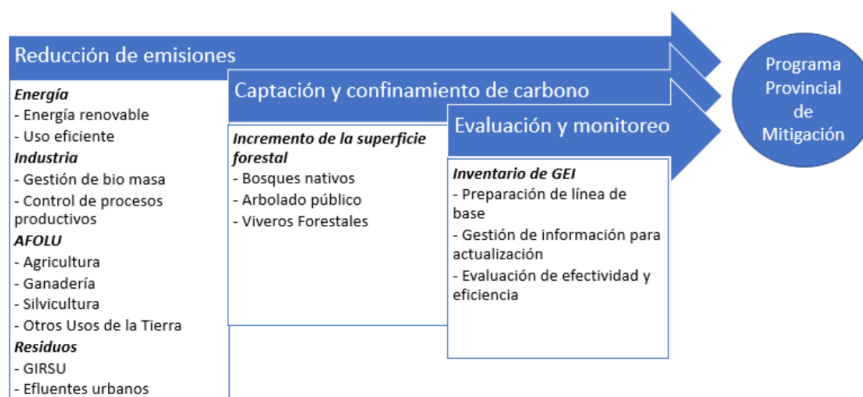 Reducción de emisiones
Energía
- Energía renovable
- Uso eficiente
Industria
- Gestión de bio masa
- Control de procesos
productivos
AFOLU
- Agricultura
- Ganadería
- Silvicultura
- Otros Usos de la Tierra
Residuos
- GIRSU
- Efluentes urbanos
Captación y confinamiento de carbono
Incremento de la superficie
forestal
- Bosques nativos
- Arbolado público
- Viveros Forestales
Evaluación y monitoreo
Inventario de GEI
- Preparación de línea de
base
- Gestión de información para
actualización
- Evaluación de efectividad y
eficiencia
Programa
Provincial
de
Mitigación